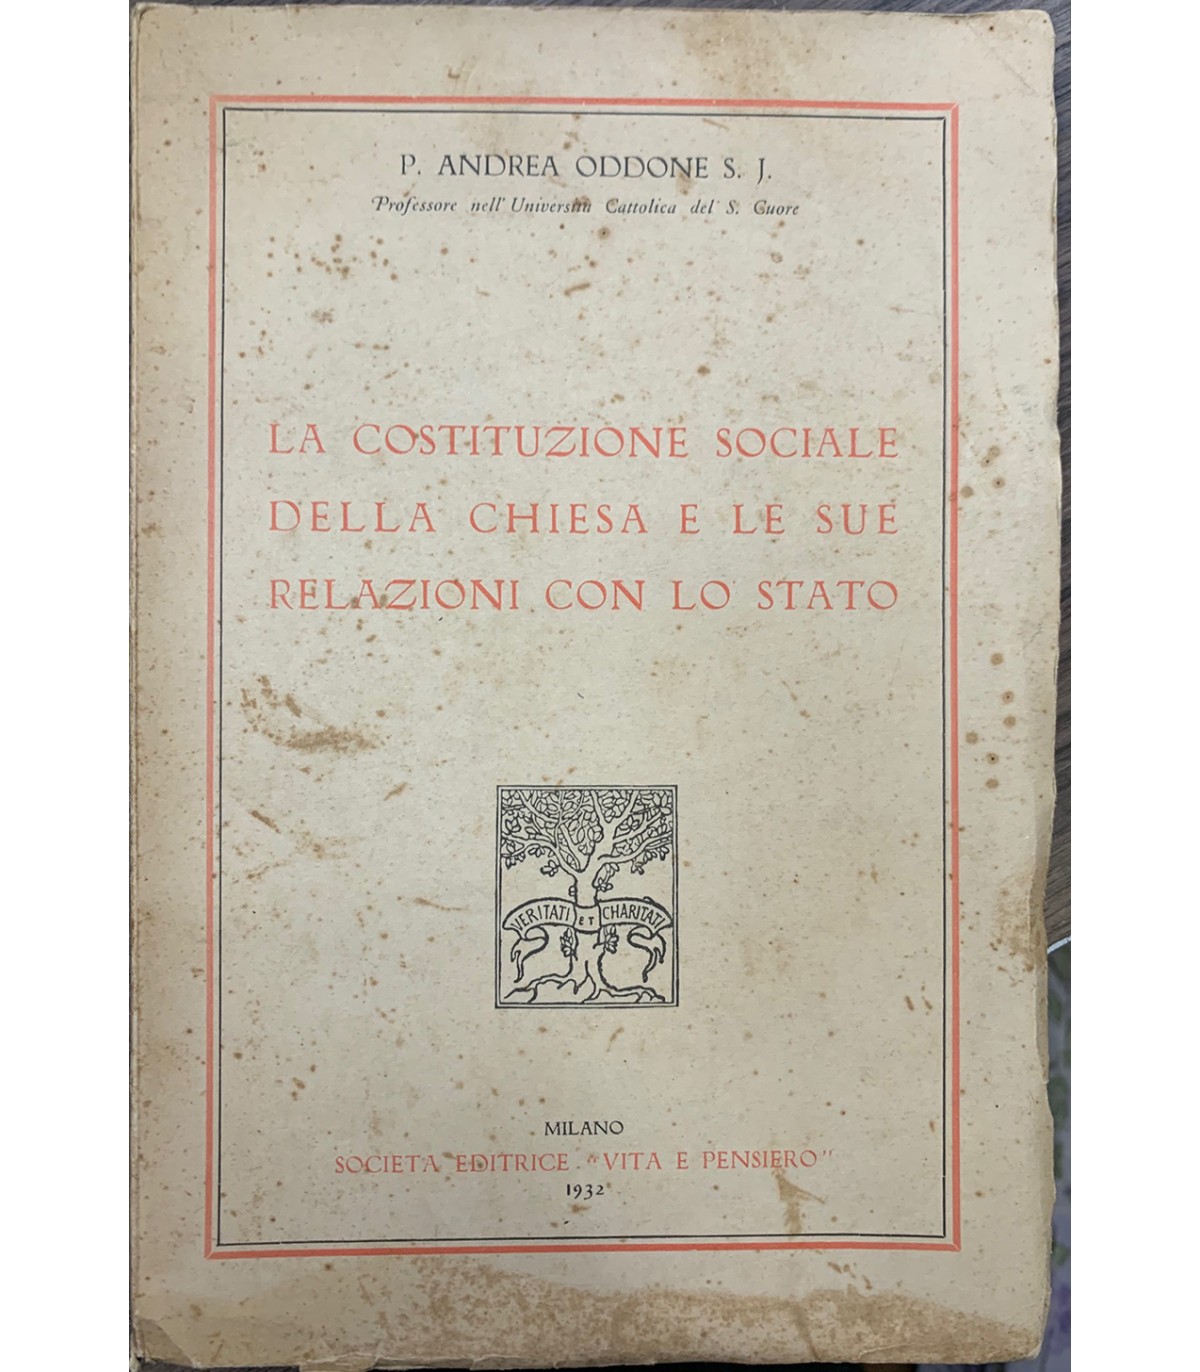 P. ANDREA ODDONE S. J.
Professore nell' Università Cattolica del S. Cuore
LA COSTITUZIONE SOCIALE
DELLA CHIESA E LE SUE
RELAZIONI CON LO STATO
VERITATI ET CHARITATI
MILANO
SOCIETÀ EDITRICE "VITA E PENSIERO"
1932